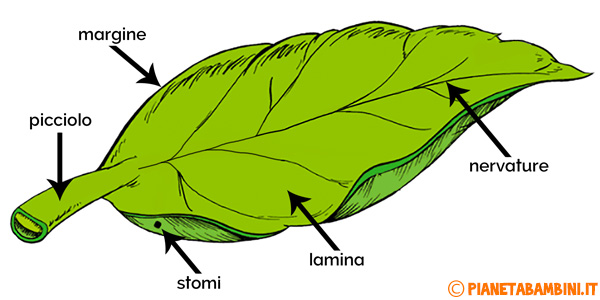 margine
picciolo
nervature
lamina
stomi
© PIANETABAMBINI.IT